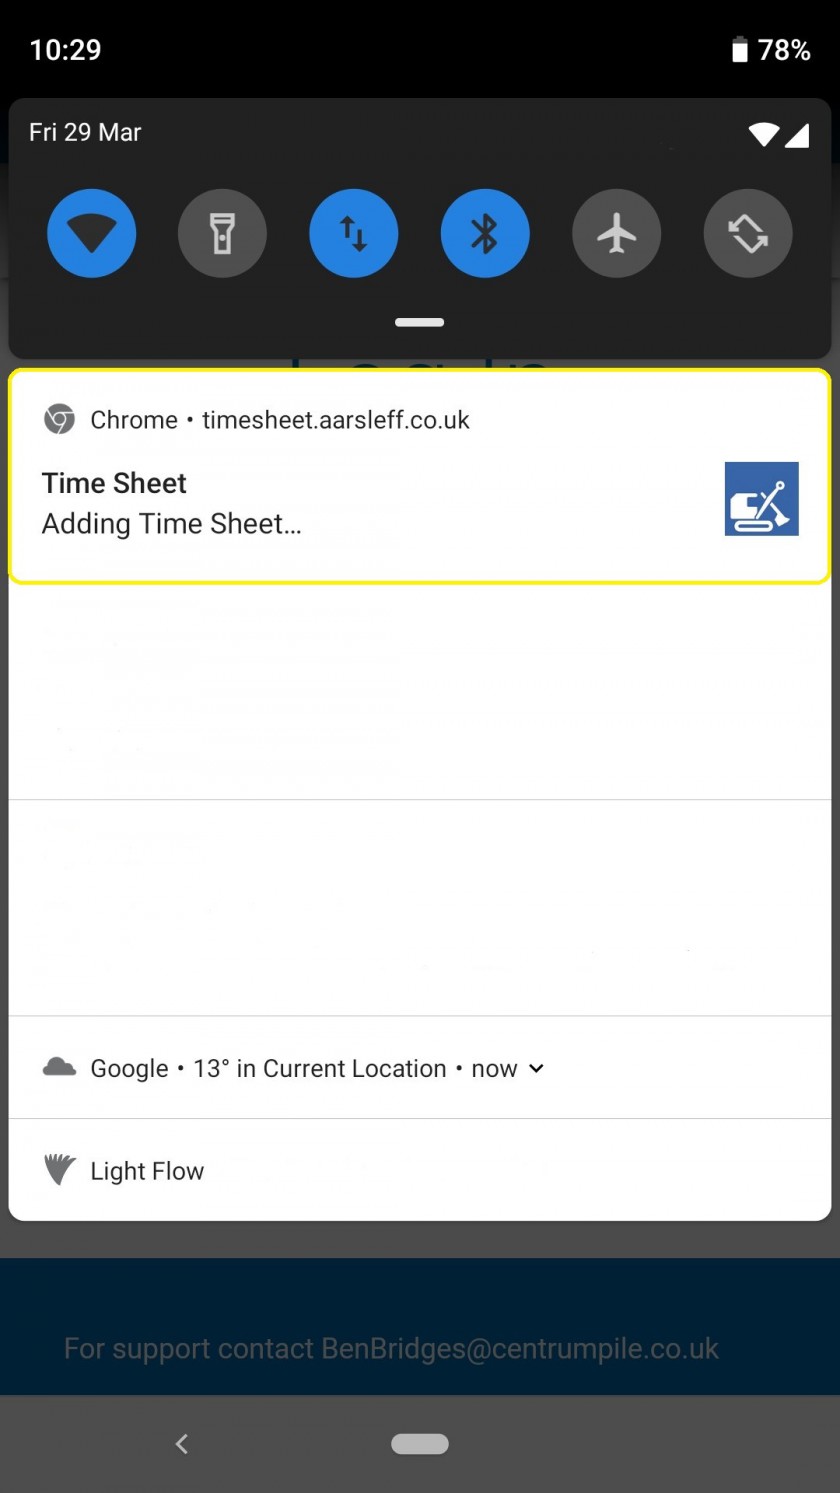 10:29
78%
Fri 29 Mar
Chrome • timesheet.aarsleff.co.uk
Time Sheet
Adding Time Sheet...
Google • 13° in Current Location • now
Light Flow
For support contact BenBridges@centrumpile.co.uk